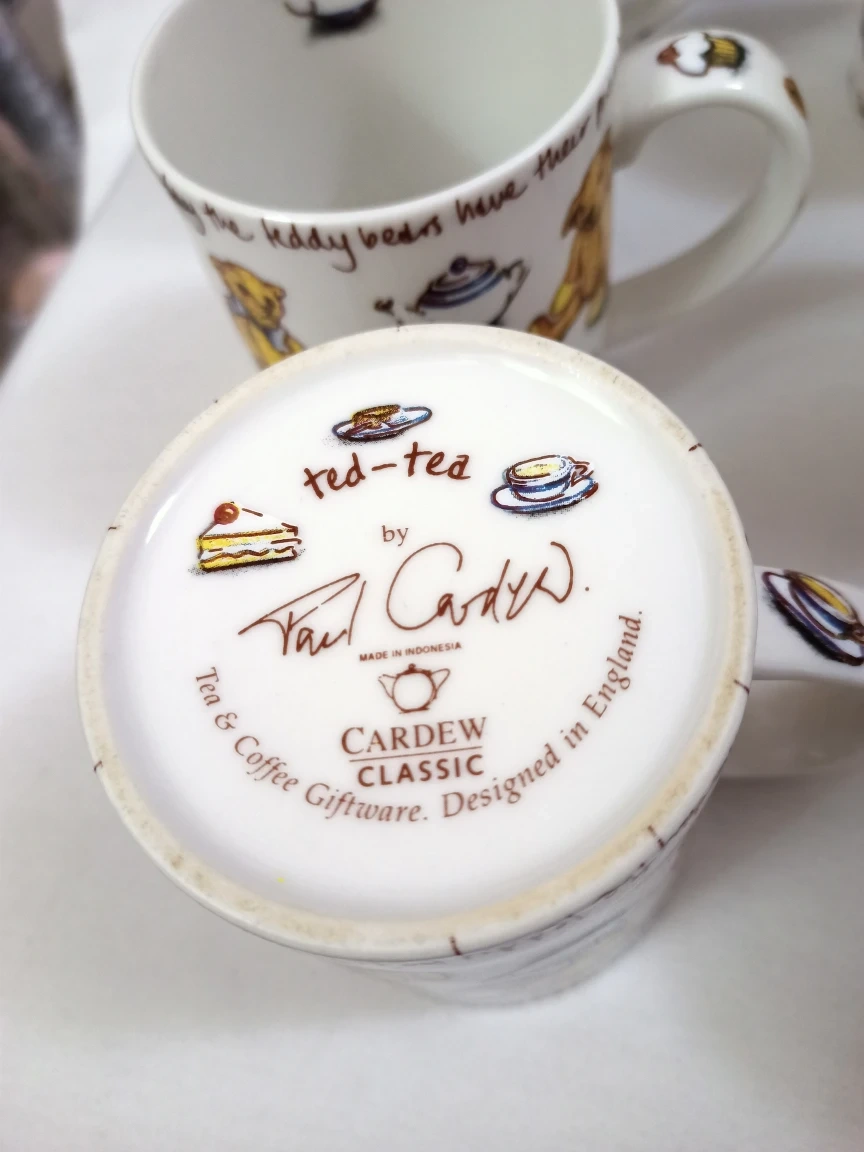 the teddy bears have their
ted-tea
by
Paul Cardew.
MADE IN INDONESIA
CARDEW
CLASSIC
Tea & Coffee Giftware. Designed in England.